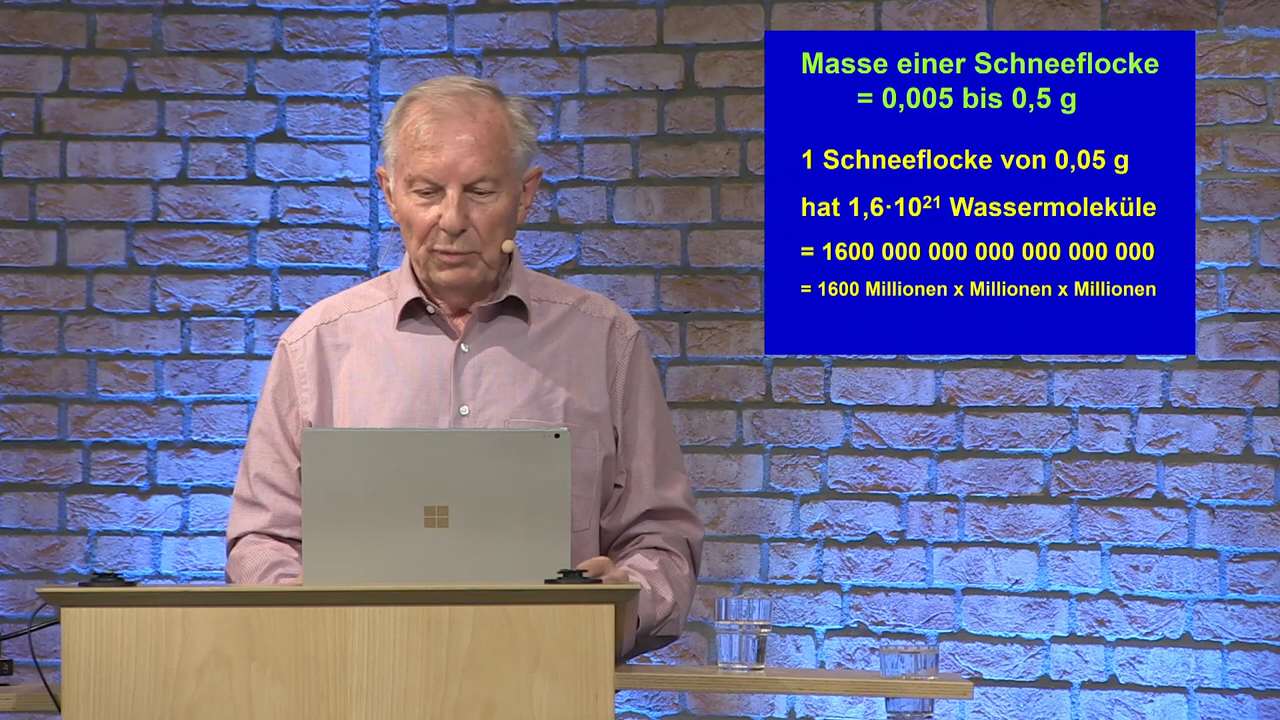 Masse einer Schneeflocke
= 0,005 bis 0,5 g
1 Schneeflocke von 0,05 g
hat 1,6·10²¹ Wassermoleküle
= 1600 000 000 000 000 000 000
= 1600 Millionen x Millionen x Millionen